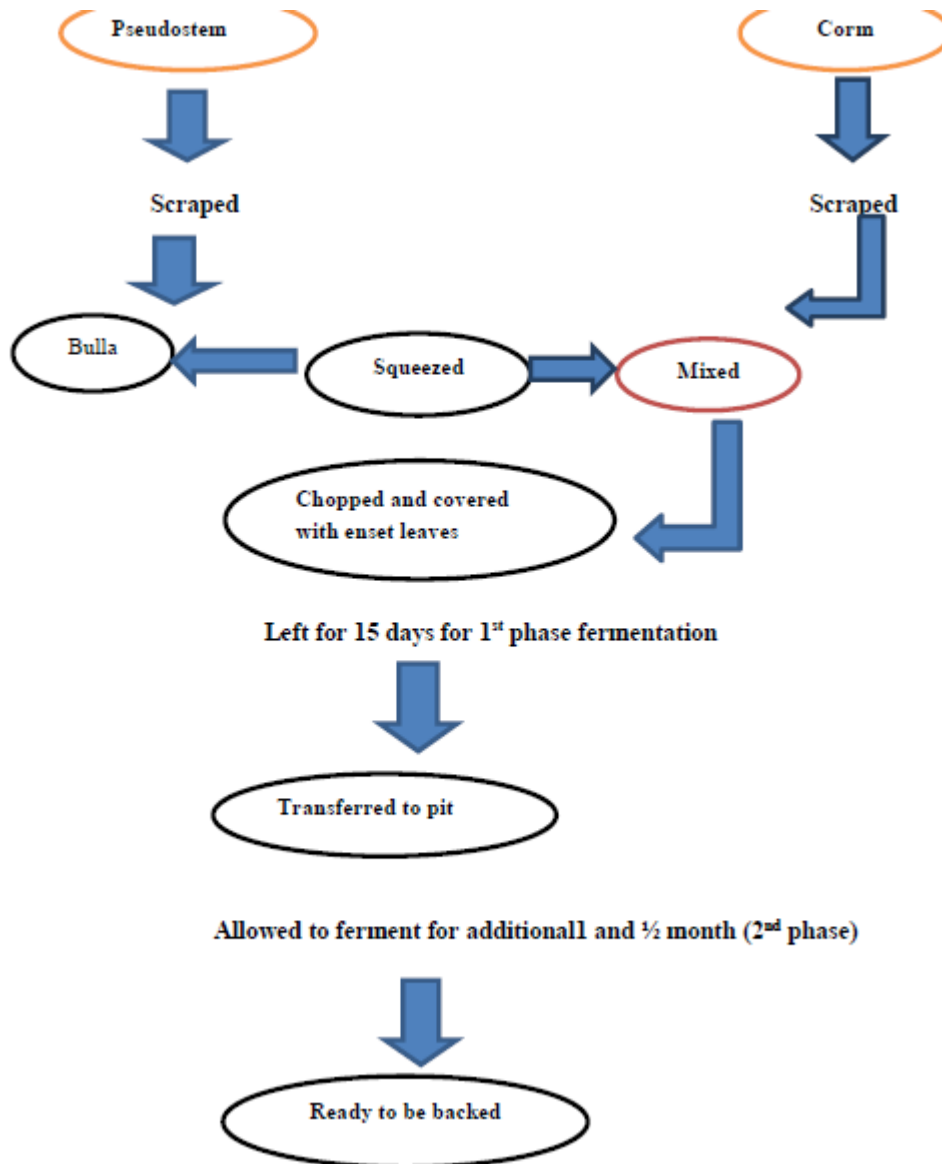 Pseudostem
Corm
Scraped
Scraped
Bulla
Squeezed
Mixed
Chopped and covered
with enset leaves
Left for 15 days for 1st phase fermentation
Transferred to pit
Allowed to ferment for additional1 and ½ month (2nd phase)
Ready to be backed